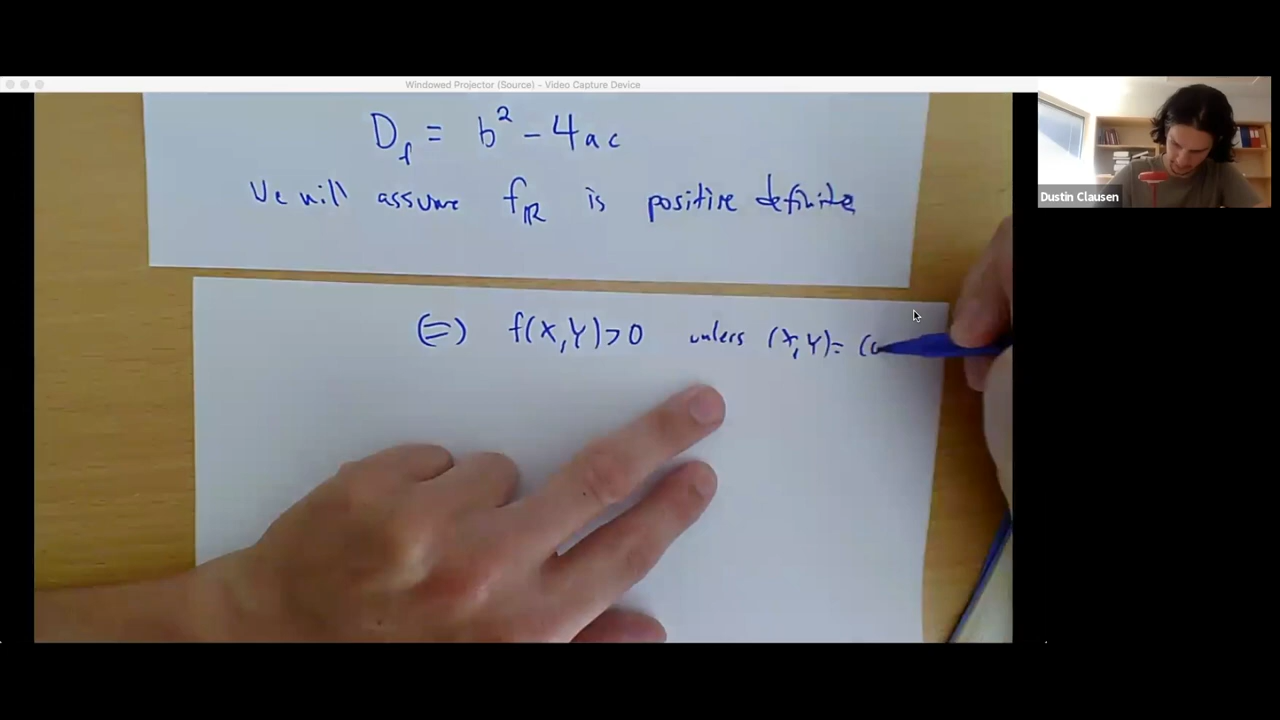 Windowed Projector (Source) - Video Capture Device
D_f = b² - 4ac
We will assume f_ℝ is positive definite
Dustin Clausen
(=) f(X,Y)>0 unless (X,Y)= (0